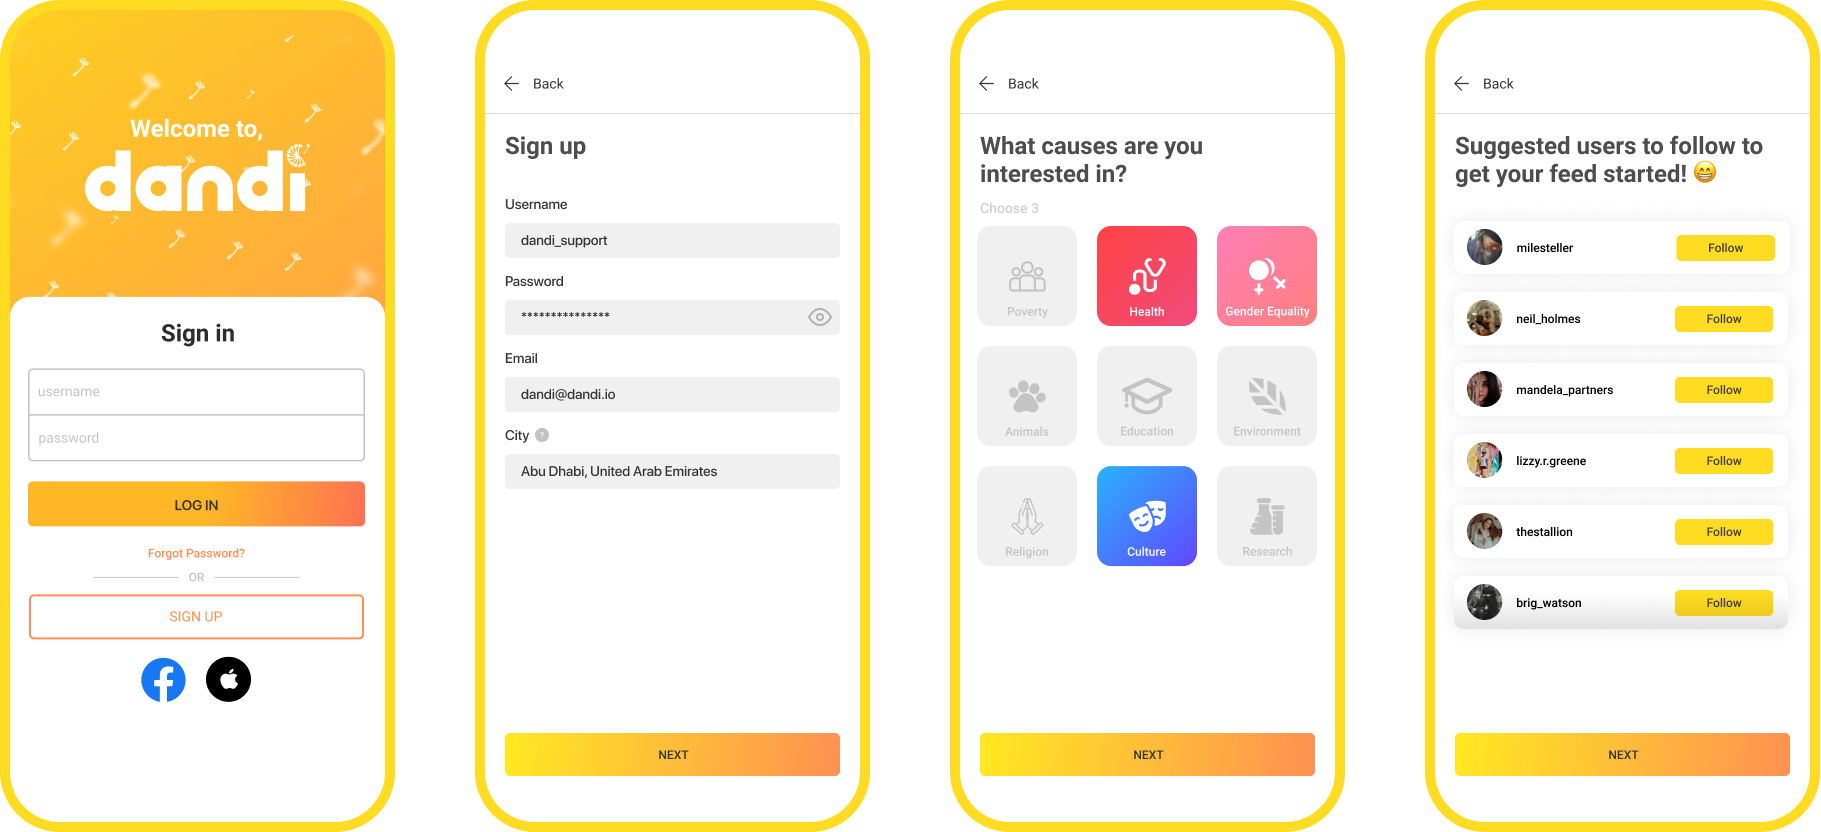 Welcome to,
dandi
Sign in
username
password
LOG IN
Forgot Password?
OR
SIGN UP
Back
Sign up
Username
dandi_support
Password
***************
Email
dandi@dandi.io
City ?
Abu Dhabi, United Arab Emirates
NEXT
Back
What causes are you
interested in?
Choose 3
Poverty
Health
Gender Equality
Animals
Education
Environment
Religion
Culture
Research
NEXT
Back
Suggested users to follow to
get your feed started! 😁
milesteller
Follow
neil_holmes
Follow
mandela_partners
Follow
lizzy.r.greene
Follow
thestallion
Follow
brig_watson
Follow
NEXT